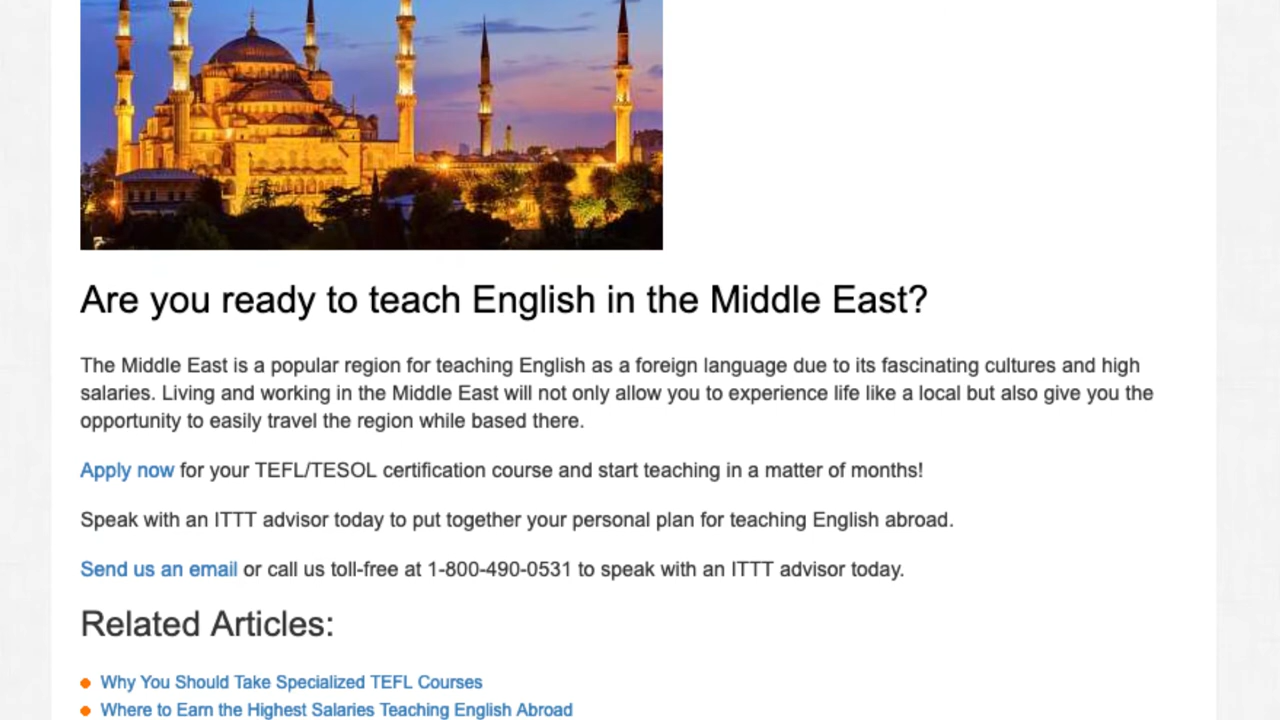 Are you ready to teach English in the Middle East?
The Middle East is a popular region for teaching English as a foreign language due to its fascinating cultures and high
salaries. Living and working in the Middle East will not only allow you to experience life like a local but also give you the
opportunity to easily travel the region while based there.
Apply now for your TEFL/TESOL certification course and start teaching in a matter of months!
Speak with an ITTT advisor today to put together your personal plan for teaching English abroad.
Send us an email or call us toll-free at 1-800-490-0531 to speak with an ITTT advisor today.
Related Articles:
Why You Should Take Specialized TEFL Courses
Where to Earn the Highest Salaries Teaching English Abroad